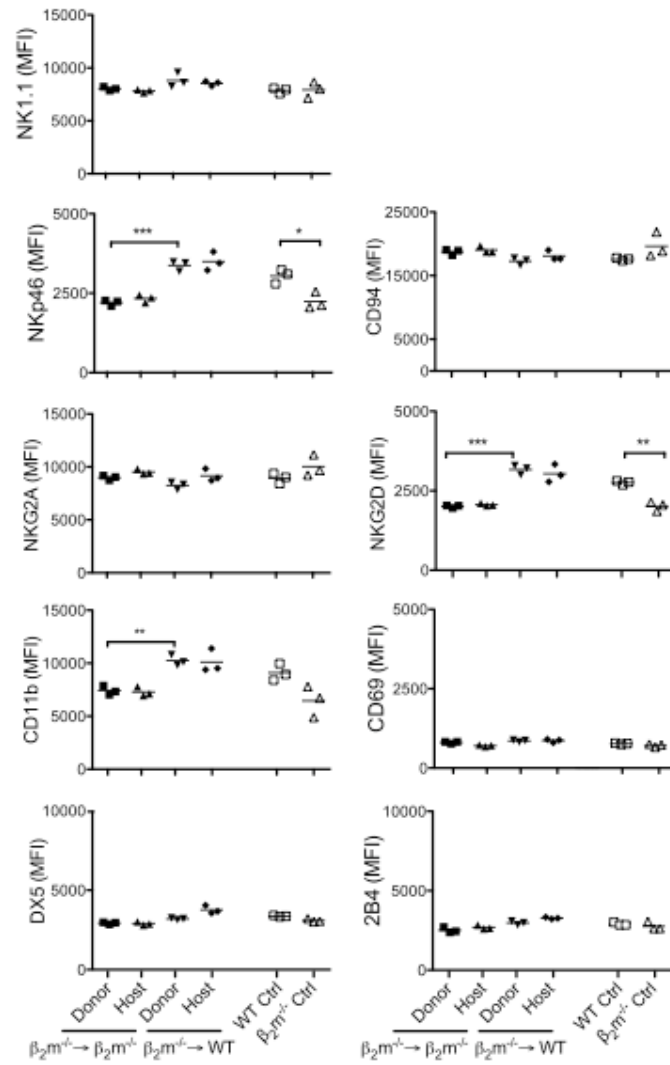 NK1.1 (MFI)
15000
10000
5000
0
NKp46 (MFI)
5000
2500
0
***
*
CD94 (MFI)
25000
15000
5000
0
NKG2A (MFI)
15000
10000
5000
0
NKG2D (MFI)
5000
2500
0
***
**
CD11b (MFI)
15000
10000
5000
0
**
CD69 (MFI)
5000
2500
0
DX5 (MFI)
10000
5000
0
2B4 (MFI)
10000
5000
0
Donor Host Donor Host WT Ctrl β₂m⁻/⁻ Ctrl
β₂m⁻/⁻→ β₂m⁻/⁻ β₂m⁻/⁻→ WT
Donor Host Donor Host WT Ctrl β₂m⁻/⁻ Ctrl
β₂m⁻/⁻→ β₂m⁻/⁻ β₂m⁻/⁻→ WT